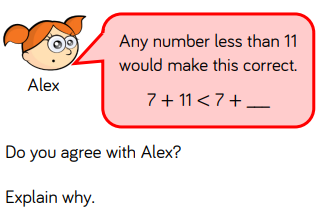 Any number less than 11
would make this correct.
7 + 11 < 7 + __
Alex
Do you agree with Alex?
Explain why.